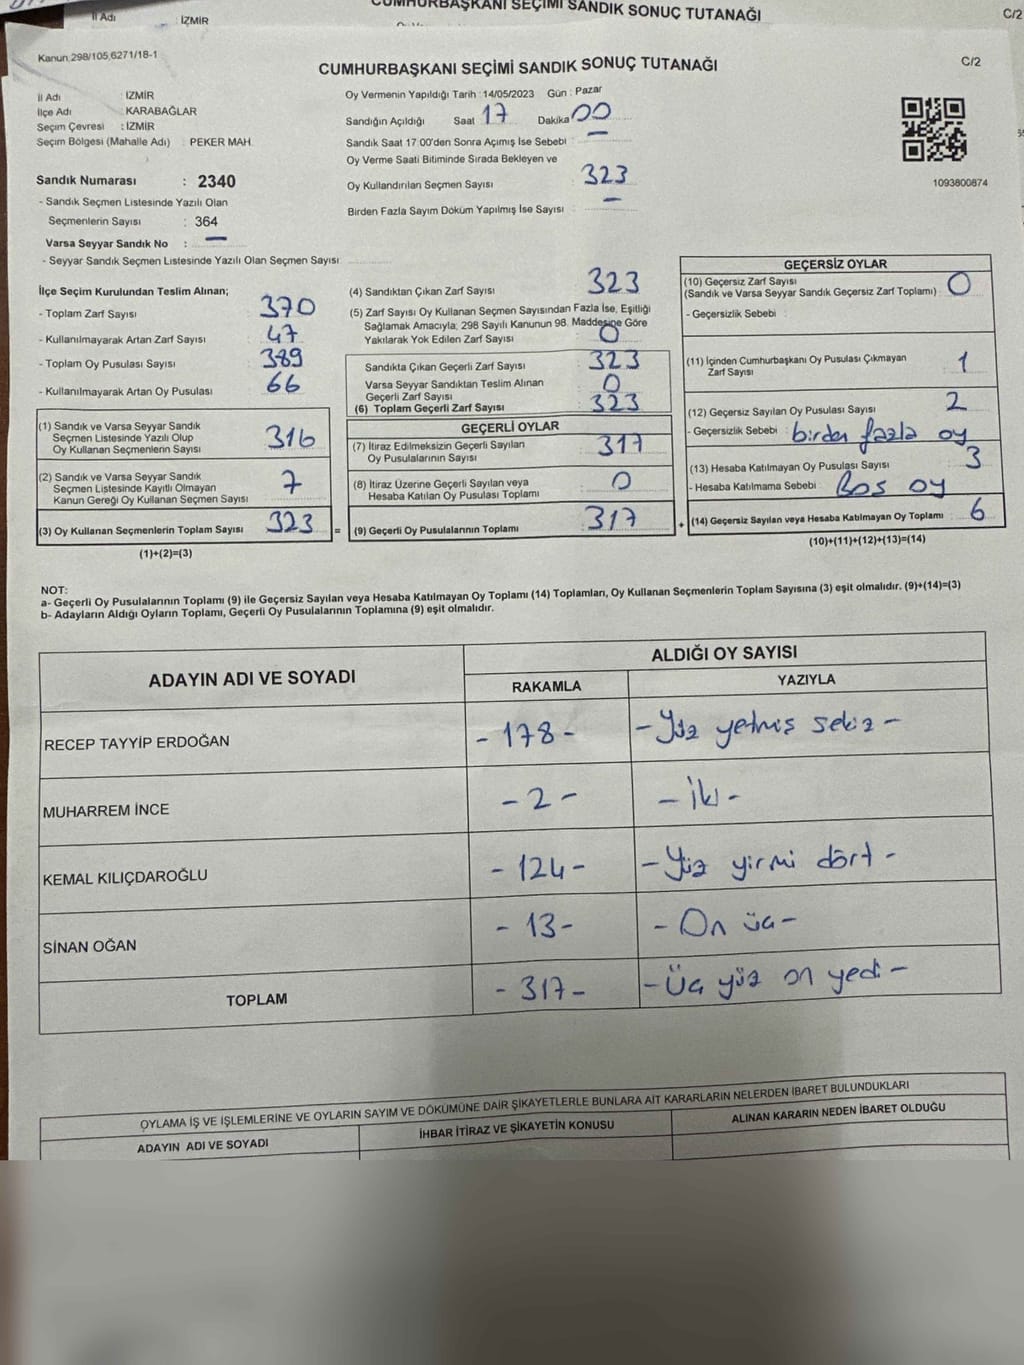 CUMHURBAŞKANI SEÇİMİ SANDIK SONUÇ TUTANAĞI
C/2
İl Adı : İZMİR
Kanun 298/105,6271/18-1
CUMHURBAŞKANI SEÇİMİ SANDIK SONUÇ TUTANAĞI
C/2
İl Adı : İZMİR
İlçe Adı : KARABAĞLAR
Seçim Çevresi : İZMİR
Seçim Bölgesi (Mahalle Adı) : PEKER MAH.
Sandık Numarası : 2340
- Sandık Seçmen Listesinde Yazılı Olan
Seçmenlerin Sayısı : 364
Varsa Seyyar Sandık No : —
- Seyyar Sandık Seçmen Listesinde Yazılı Olan Seçmen Sayısı
Oy Vermenin Yapıldığı Tarih : 14/05/2023 Gün : Pazar
Sandığın Açıldığı Saat 17 Dakika 00
Sandık Saat 17:00'den Sonra Açımış İse Sebebi : —
Oy Verme Saati Bitiminde Sırada Bekleyen ve
Oy Kullandırılan Seçmen Sayısı 323
Birden Fazla Sayım Döküm Yapılmış İse Sayısı : —
1093800874
İlçe Seçim Kurulundan Teslim Alınan;
- Toplam Zarf Sayısı 370
- Kullanılmayarak Artan Zarf Sayısı 47
- Toplam Oy Pusulası Sayısı 389
- Kullanılmayarak Artan Oy Pusulası 66
(1) Sandık ve Varsa Seyyar Sandık
Seçmen Listesinde Yazılı Olup
Oy Kullanan Seçmenlerin Sayısı 316
(2) Sandık ve Varsa Seyyar Sandık
Seçmen Listesinde Kayıtlı Olmayan
Kanun Gereği Oy Kullanan Seçmen Sayısı 7
(3) Oy Kullanan Seçmenlerin Toplam Sayısı 323 =
(1)+(2)=(3)
(4) Sandıktan Çıkan Zarf Sayısı 323
(5) Zarf Sayısı Oy Kullanan Seçmen Sayısından Fazla İse, Eşitliği
Sağlamak Amacıyla; 298 Sayılı Kanunun 98. Maddesine Göre
Yakılarak Yok Edilen Zarf Sayısı 0
Sandıkta Çıkan Geçerli Zarf Sayısı 323
Varsa Seyyar Sandıktan Teslim Alınan
Geçerli Zarf Sayısı 0
(6) Toplam Geçerli Zarf Sayısı 323
GEÇERLİ OYLAR
(7) İtiraz Edilmeksizin Geçerli Sayılan
Oy Pusulalarının Sayısı 317
(8) İtiraz Üzerine Geçerli Sayılan veya
Hesaba Katılan Oy Pusulası Toplamı 0
(9) Geçerli Oy Pusulalarının Toplamı 317 +
GEÇERSİZ OYLAR
(10) Geçersiz Zarf Sayısı
(Sandık ve Varsa Seyyar Sandık Geçersiz Zarf Toplamı) : 0
- Geçersizlik Sebebi :
(11) İçinden Cumhurbaşkanı Oy Pusulası Çıkmayan
Zarf Sayısı 1
(12) Geçersiz Sayılan Oy Pusulası Sayısı 2
- Geçersizlik Sebebi : birden fazla oy
(13) Hesaba Katılmayan Oy Pusulası Sayısı 3
- Hesaba Katılmama Sebebi : Boş oy
(14) Geçersiz Sayılan veya Hesaba Katılmayan Oy Toplamı : 6
(10)+(11)+(12)+(13)=(14)
NOT:
a- Geçerli Oy Pusulalarının Toplamı (9) ile Geçersiz Sayılan veya Hesaba Katılmayan Oy Toplamı (14) Toplamları, Oy Kullanan Seçmenlerin Toplam Sayısına (3) eşit olmalıdır. (9)+(14)=(3)
b- Adayların Aldığı Oyların Toplamı, Geçerli Oy Pusulalarının Toplamına (9) eşit olmalıdır.
ADAYIN ADI VE SOYADI
ALDIĞI OY SAYISI
RAKAMLA YAZIYLA
RECEP TAYYİP ERDOĞAN - 178 - - Yüz yetmiş sekiz -
MUHARREM İNCE - 2 - - İki -
KEMAL KILIÇDAROĞLU - 124 - - Yüz yirmi dört -
SİNAN OĞAN - 13 - - On üç -
TOPLAM - 317 - - Üç yüz on yedi -
OYLAMA İŞ VE İŞLEMLERİNE VE OYLARIN SAYIM VE DÖKÜMÜNE DAİR ŞİKAYETLERLE BUNLARA AİT KARARLARIN NELERDEN İBARET BULUNDUKLARI
ADAYIN ADI VE SOYADI İHBAR İTİRAZ VE ŞİKAYETİN KONUSU ALINAN KARARIN NEDEN İBARET OLDUĞU